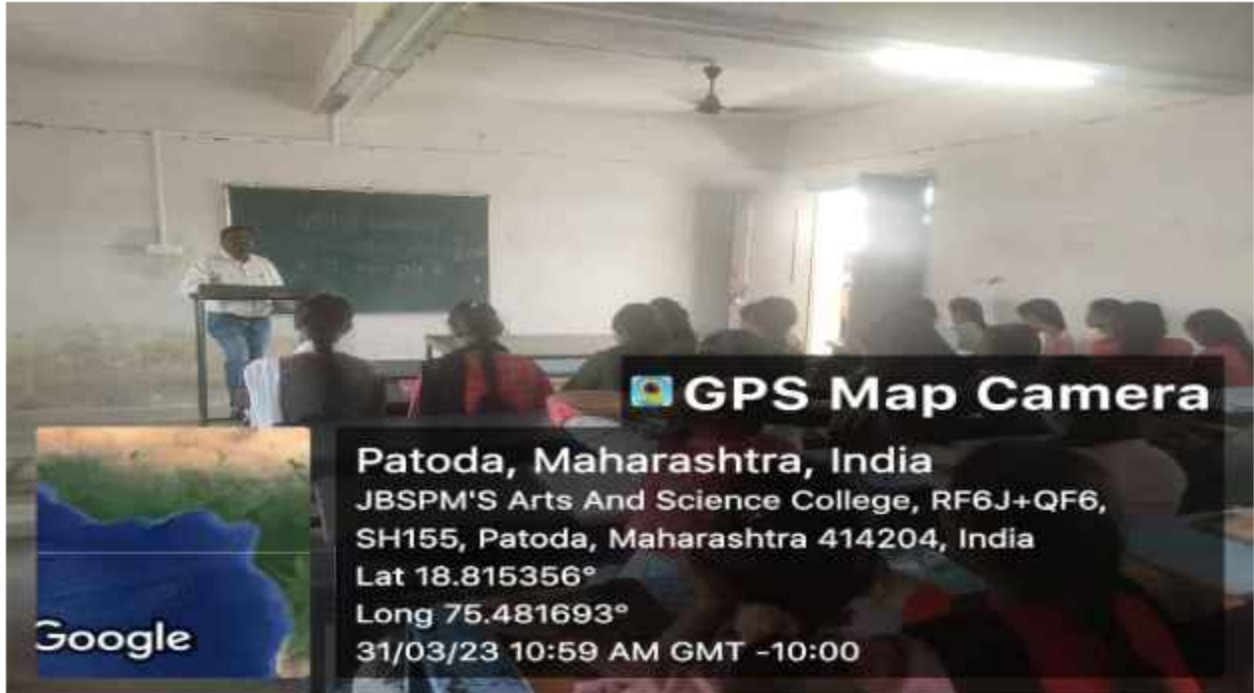 GPS Map Camera
Patoda, Maharashtra, India
JBSPM'S Arts And Science College, RF6J+QF6,
SH155, Patoda, Maharashtra 414204, India
Lat 18.815356°
Long 75.481693°
31/03/23 10:59 AM GMT -10:00
Google